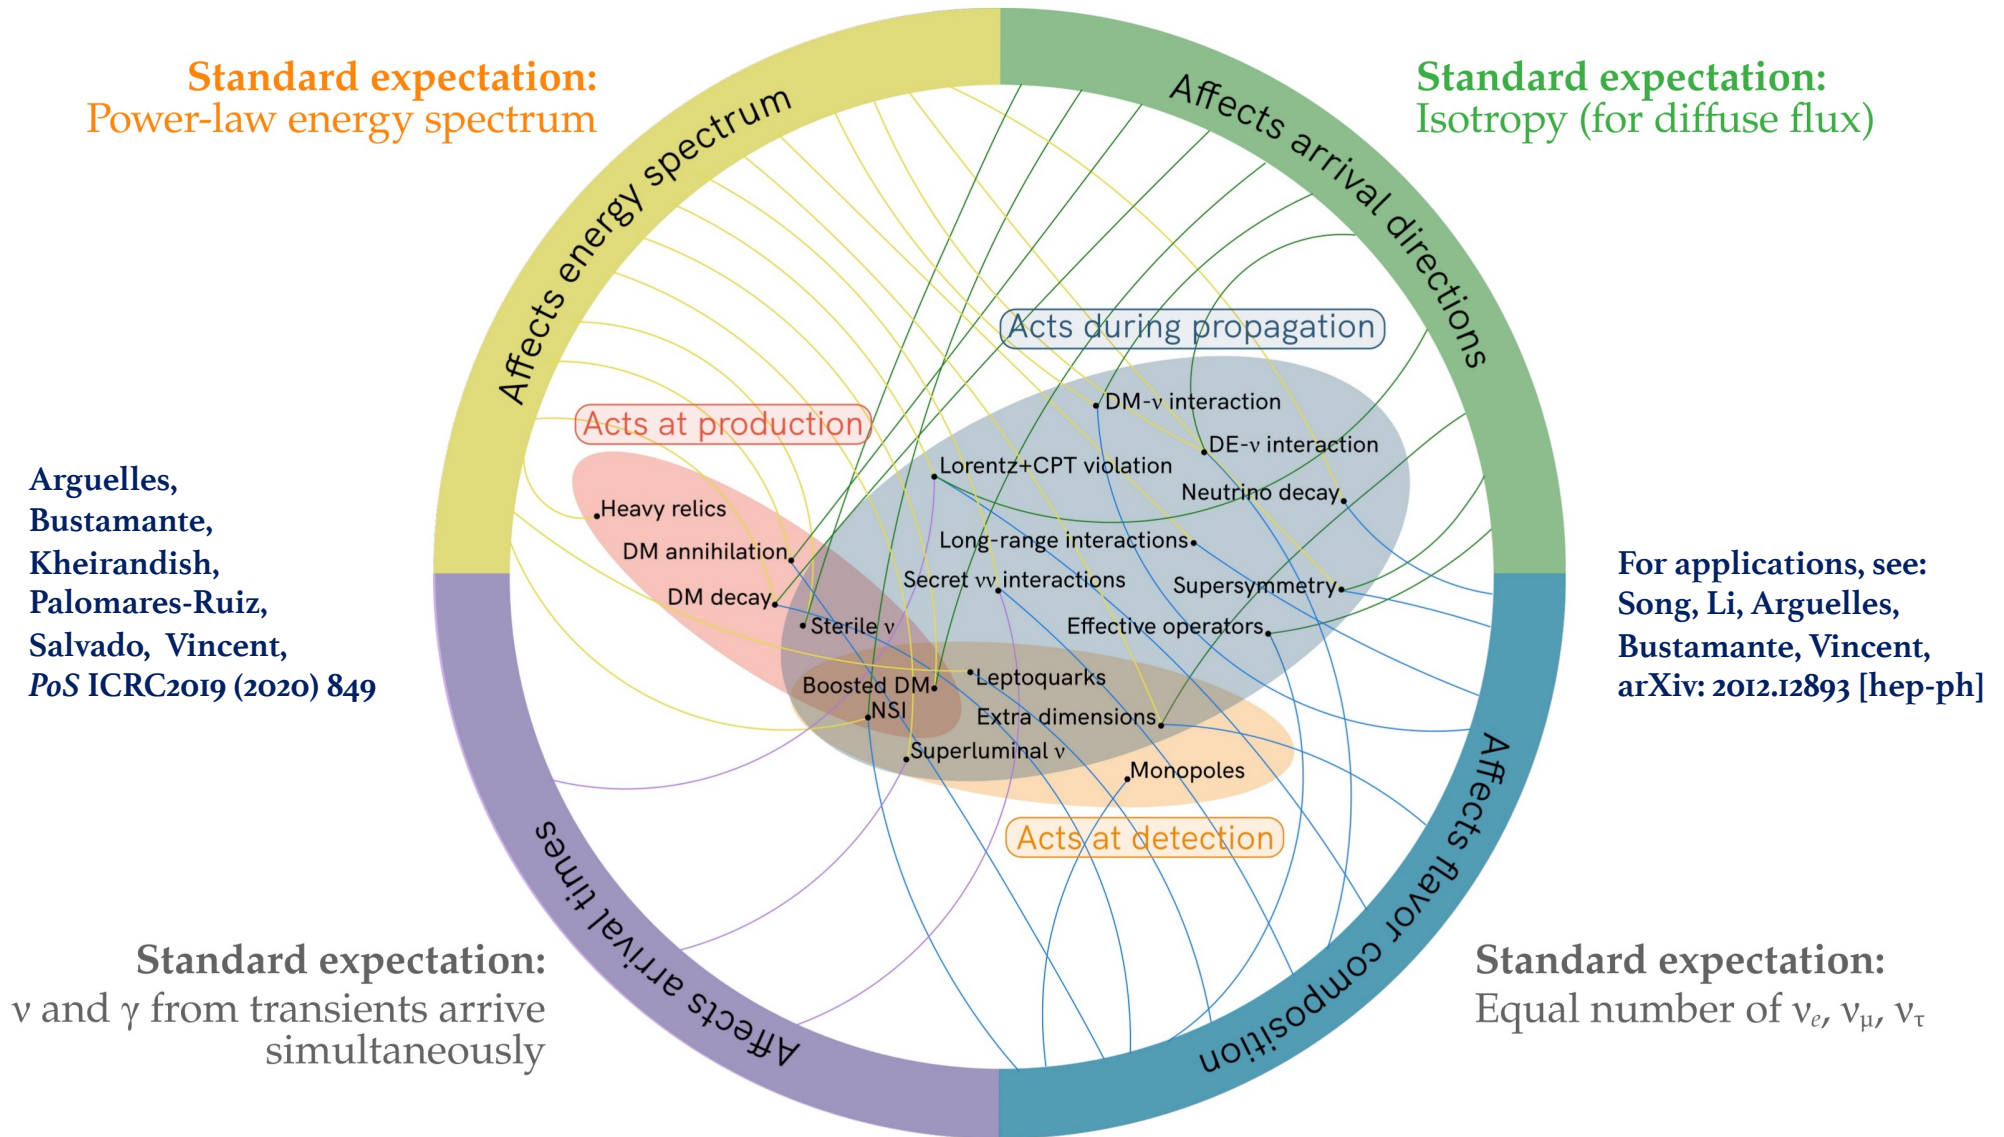 Standard expectation:
Power-law energy spectrum
Standard expectation:
Isotropy (for diffuse flux)
Affects energy spectrum
Affects arrival directions
Acts during propagation
Acts at production
DM-ν interaction
DE-ν interaction
Lorentz+CPT violation
Neutrino decay
Heavy relics
Long-range interactions
DM annihilation
Secret νν interactions
Supersymmetry
DM decay
Sterile ν
Effective operators
Leptoquarks
Boosted DM
NSI
Extra dimensions
Superluminal ν
Monopoles
Acts at detection
Arguelles,
Bustamante,
Kheirandish,
Palomares-Ruiz,
Salvado, Vincent,
PoS ICRC2019 (2020) 849
For applications, see:
Song, Li, Arguelles,
Bustamante, Vincent,
arXiv: 2012.12893 [hep-ph]
Affects arrival times
Affects flavor composition
Standard expectation:
ν and γ from transients arrive
simultaneously
Standard expectation:
Equal number of νe, νμ, ντ